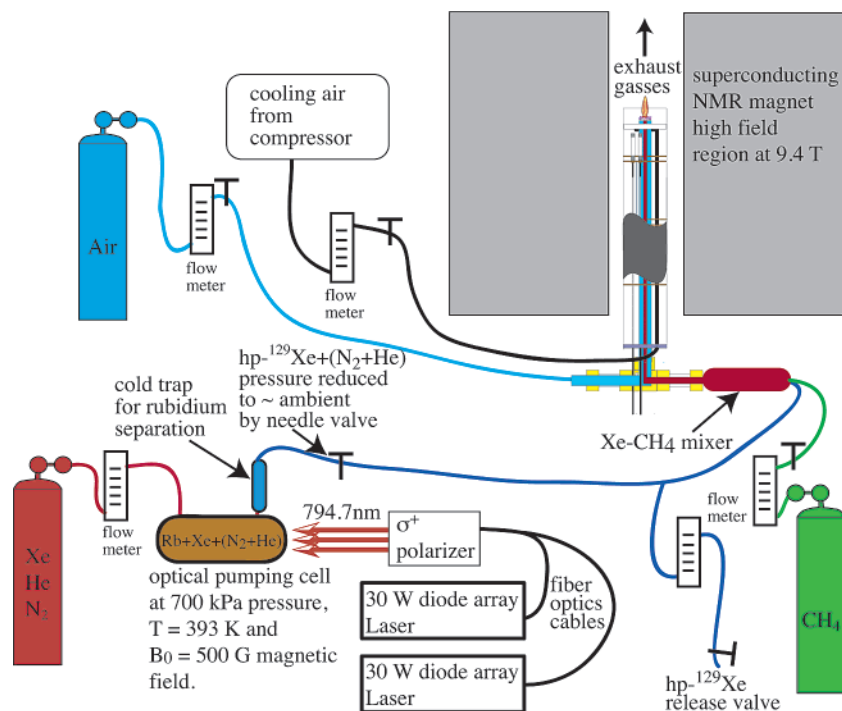 exhaust
gasses
superconducting
NMR magnet
high field
region at 9.4 T
cooling air
from
compressor
Air
flow
meter
flow
meter
hp-¹²⁹Xe+(N₂+He)
pressure reduced
to ~ ambient
by needle valve
cold trap
for rubidium
separation
Xe-CH₄ mixer
flow
meter
Xe
He
N₂
flow
meter
Rb+Xe+(N₂+He)
794.7nm
σ⁺
polarizer
optical pumping cell
at 700 kPa pressure,
T = 393 K and
B₀ = 500 G magnetic
field.
30 W diode array
Laser
fiber
optics
cables
30 W diode array
Laser
CH₄
hp-¹²⁹Xe
release valve